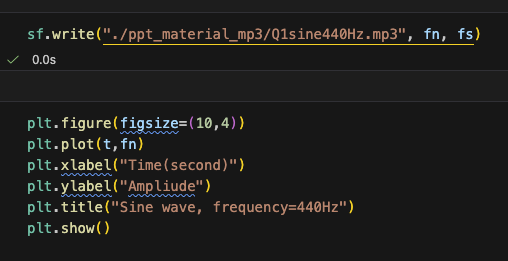 sf.write("./ppt_material_mp3/Q1sine440Hz.mp3", fn, fs)
0.0s
plt.figure(figsize=(10,4))
plt.plot(t,fn)
plt.xlabel("Time(second)")
plt.ylabel("Ampliude")
plt.title("Sine wave, frequency=440Hz")
plt.show()